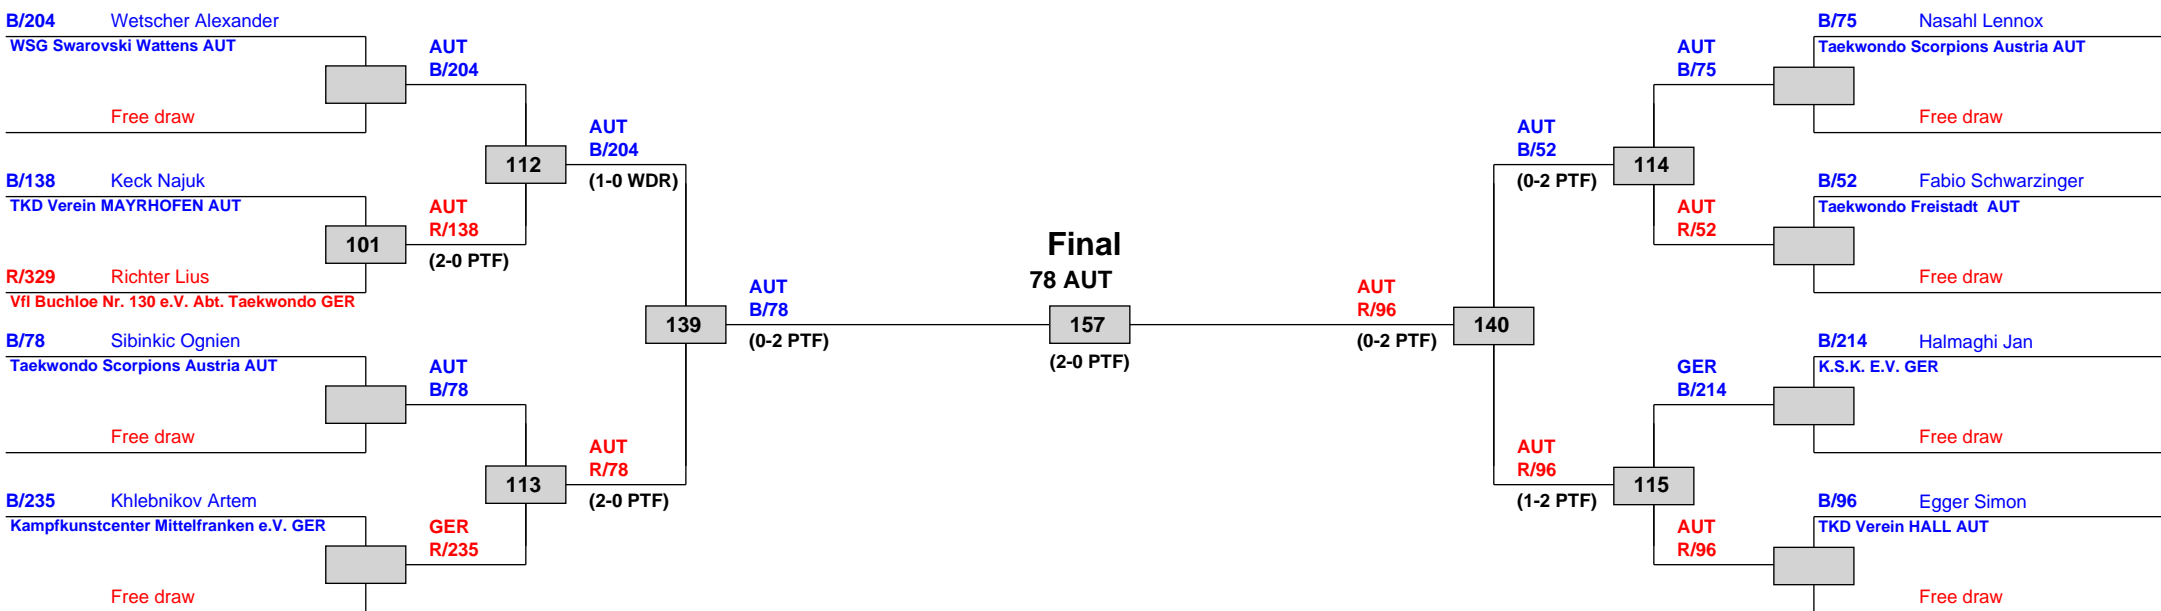 B/204 Wetscher Alexander
WSG Swarovski Wattens AUT
Free draw
B/138 Keck Najuk
TKD Verein MAYRHOFEN AUT
101
R/329 Richter Lius
Vfl Buchloe Nr. 130 e.V. Abt. Taekwondo GER
B/78 Sibinkic Ognien
Taekwondo Scorpions Austria AUT
Free draw
B/235 Khlebnikov Artem
Kampfkunstcenter Mittelfranken e.V. GER
Free draw
AUT
B/204
112
AUT
R/138
(2-0 PTF)
AUT
B/78
113
GER
R/235
AUT
B/204
(1-0 WDR)
139
AUT
R/78
(2-0 PTF)
AUT
B/78
(0-2 PTF)
Final
78 AUT
157
(2-0 PTF)
AUT
R/96
(0-2 PTF)
140
AUT
B/52
(0-2 PTF)
AUT
R/96
(1-2 PTF)
AUT
B/75
114
AUT
R/52
GER
B/214
115
AUT
R/96
B/75 Nasahl Lennox
Taekwondo Scorpions Austria AUT
Free draw
B/52 Fabio Schwarzinger
Taekwondo Freistadt AUT
Free draw
B/214 Halmaghi Jan
K.S.K. E.V. GER
Free draw
B/96 Egger Simon
TKD Verein HALL AUT
Free draw